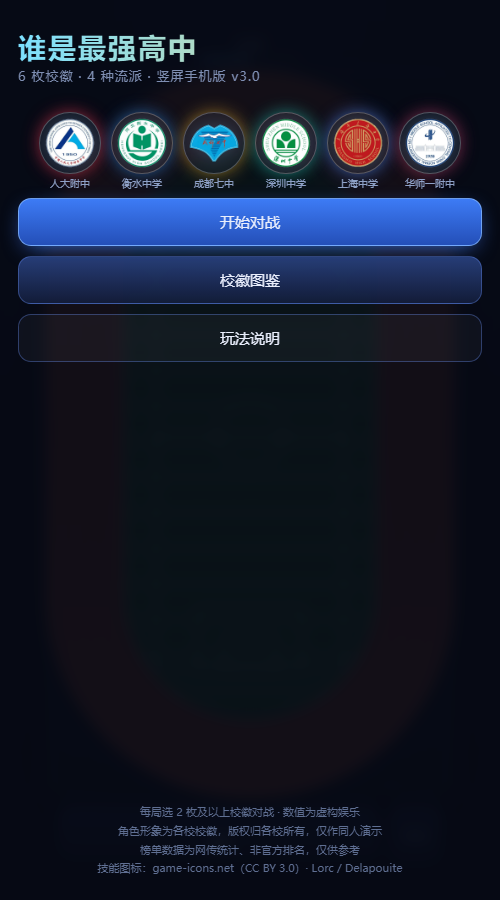 谁是最强高中
6 枚校徽 · 4 种流派 · 竖屏手机版 v3.0
1950
人大附中 衡水中学 成都七中 深圳中学 上海中学 华师一附中
开始对战
校徽图鉴
玩法说明
每局选 2 枚及以上校徽对战 · 数值为虚构娱乐
角色形象为各校校徽，版权归各校所有，仅作同人演示
榜单数据为网传统计、非官方排名，仅供参考
技能图标：game-icons.net（CC BY 3.0）· Lorc / Delapouite